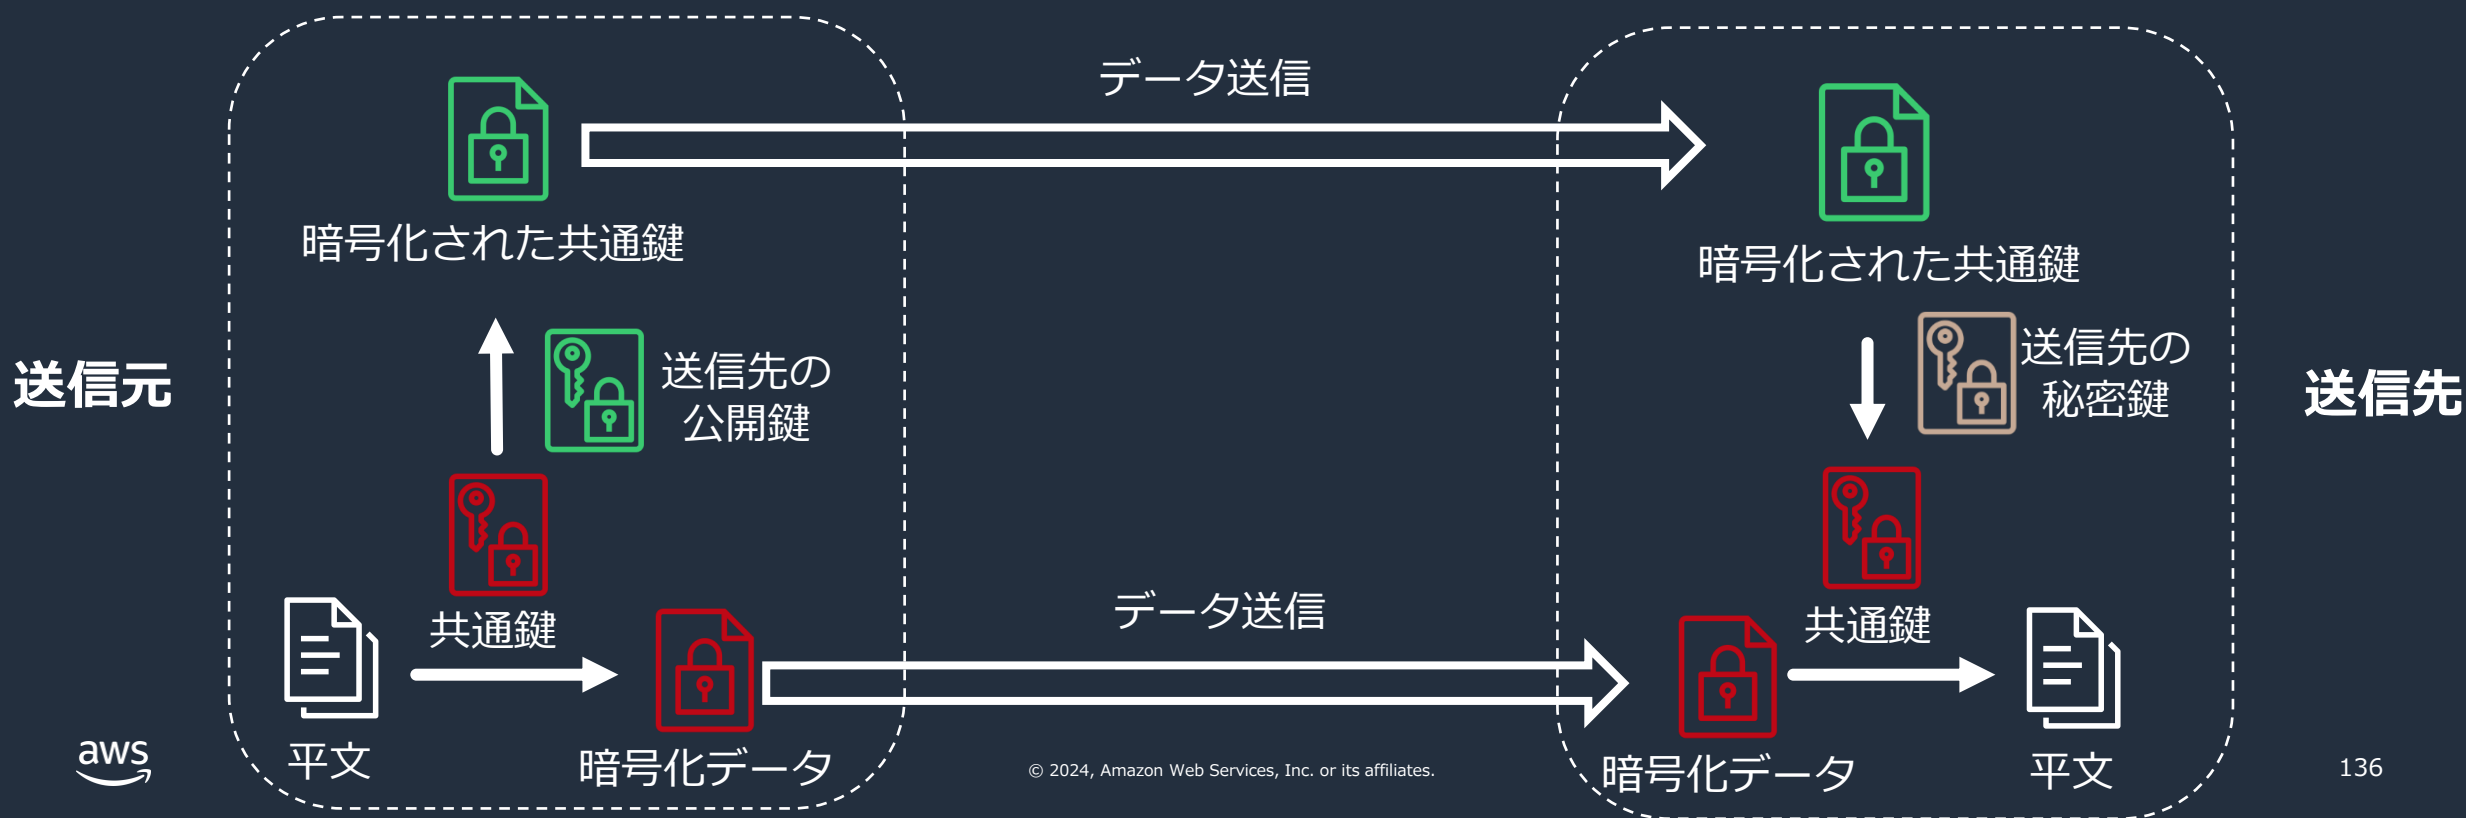 データ送信
暗号化された共通鍵
暗号化された共通鍵
送信元
送信先の
公開鍵
送信先の
秘密鍵
送信先
共通鍵
データ送信
共通鍵
平文
暗号化データ
暗号化データ
平文
aws
© 2024, Amazon Web Services, Inc. or its affiliates.
136